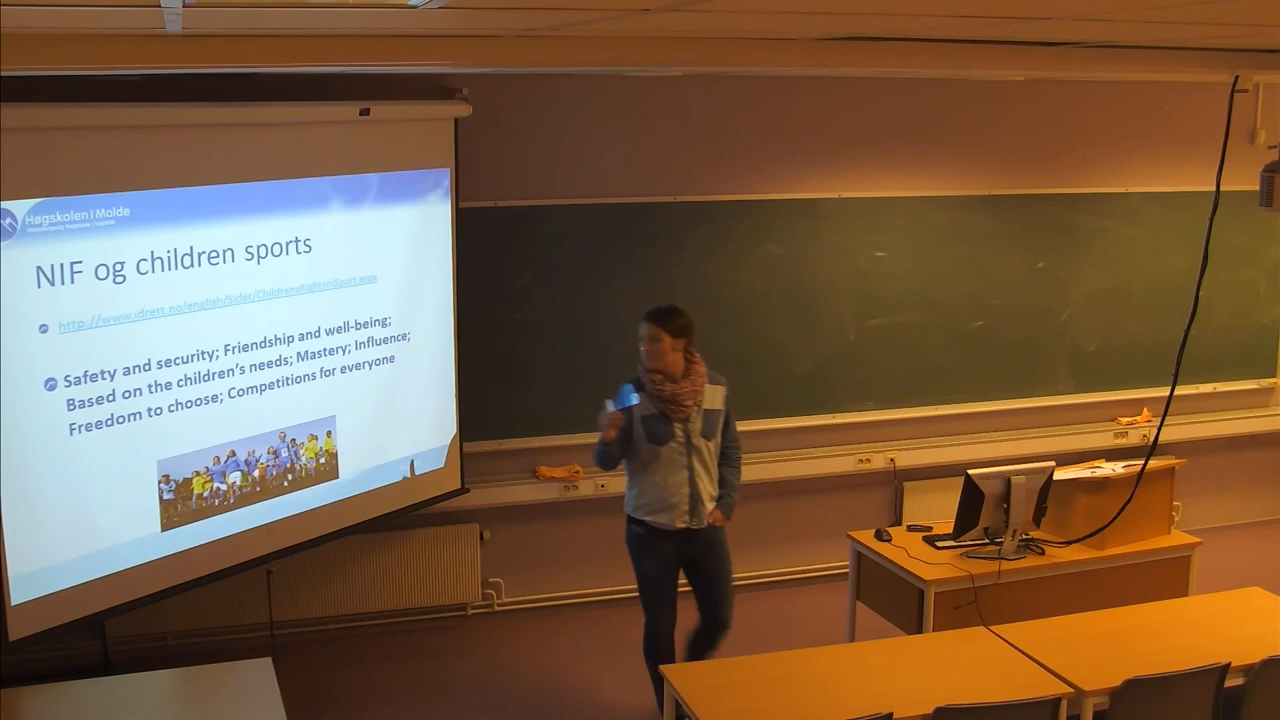 Høgskolen i Molde
NIF og children sports
http://www.idrett.no/english/Sider/ChildrensRightsinSport.aspx
Safety and security; Friendship and well-being;
Based on the children's needs; Mastery; Influence;
Freedom to choose; Competitions for everyone